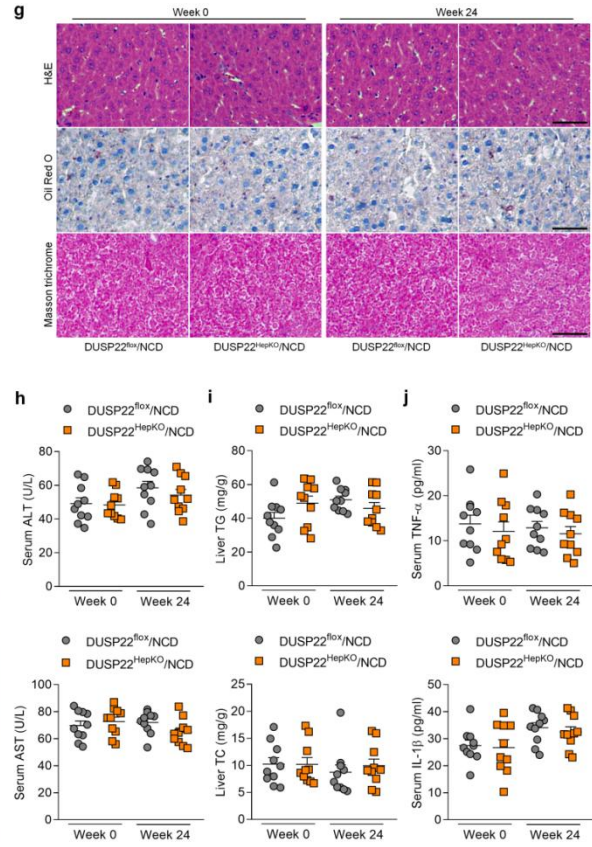 g
Week 0
Week 24
H&E
Oil Red O
Masson trichrome
DUSP22flox/NCD
DUSP22HepKO/NCD
DUSP22flox/NCD
DUSP22HepKO/NCD
h
DUSP22flox/NCD
DUSP22HepKO/NCD
Serum ALT (U/L)
100
80
60
40
20
0
Week 0
Week 24
i
DUSP22flox/NCD
DUSP22HepKO/NCD
Liver TG (mg/g)
80
60
40
20
0
Week 0
Week 24
j
DUSP22flox/NCD
DUSP22HepKO/NCD
Serum TNF-α (pg/ml)
30
20
10
0
Week 0
Week 24
DUSP22flox/NCD
DUSP22HepKO/NCD
Serum AST (U/L)
100
80
60
40
20
0
Week 0
Week 24
DUSP22flox/NCD
DUSP22HepKO/NCD
Liver TC (mg/g)
25
20
15
10
5
0
Week 0
Week 24
DUSP22flox/NCD
DUSP22HepKO/NCD
Serum IL-1β (pg/ml)
50
40
30
20
10
0
Week 0
Week 24